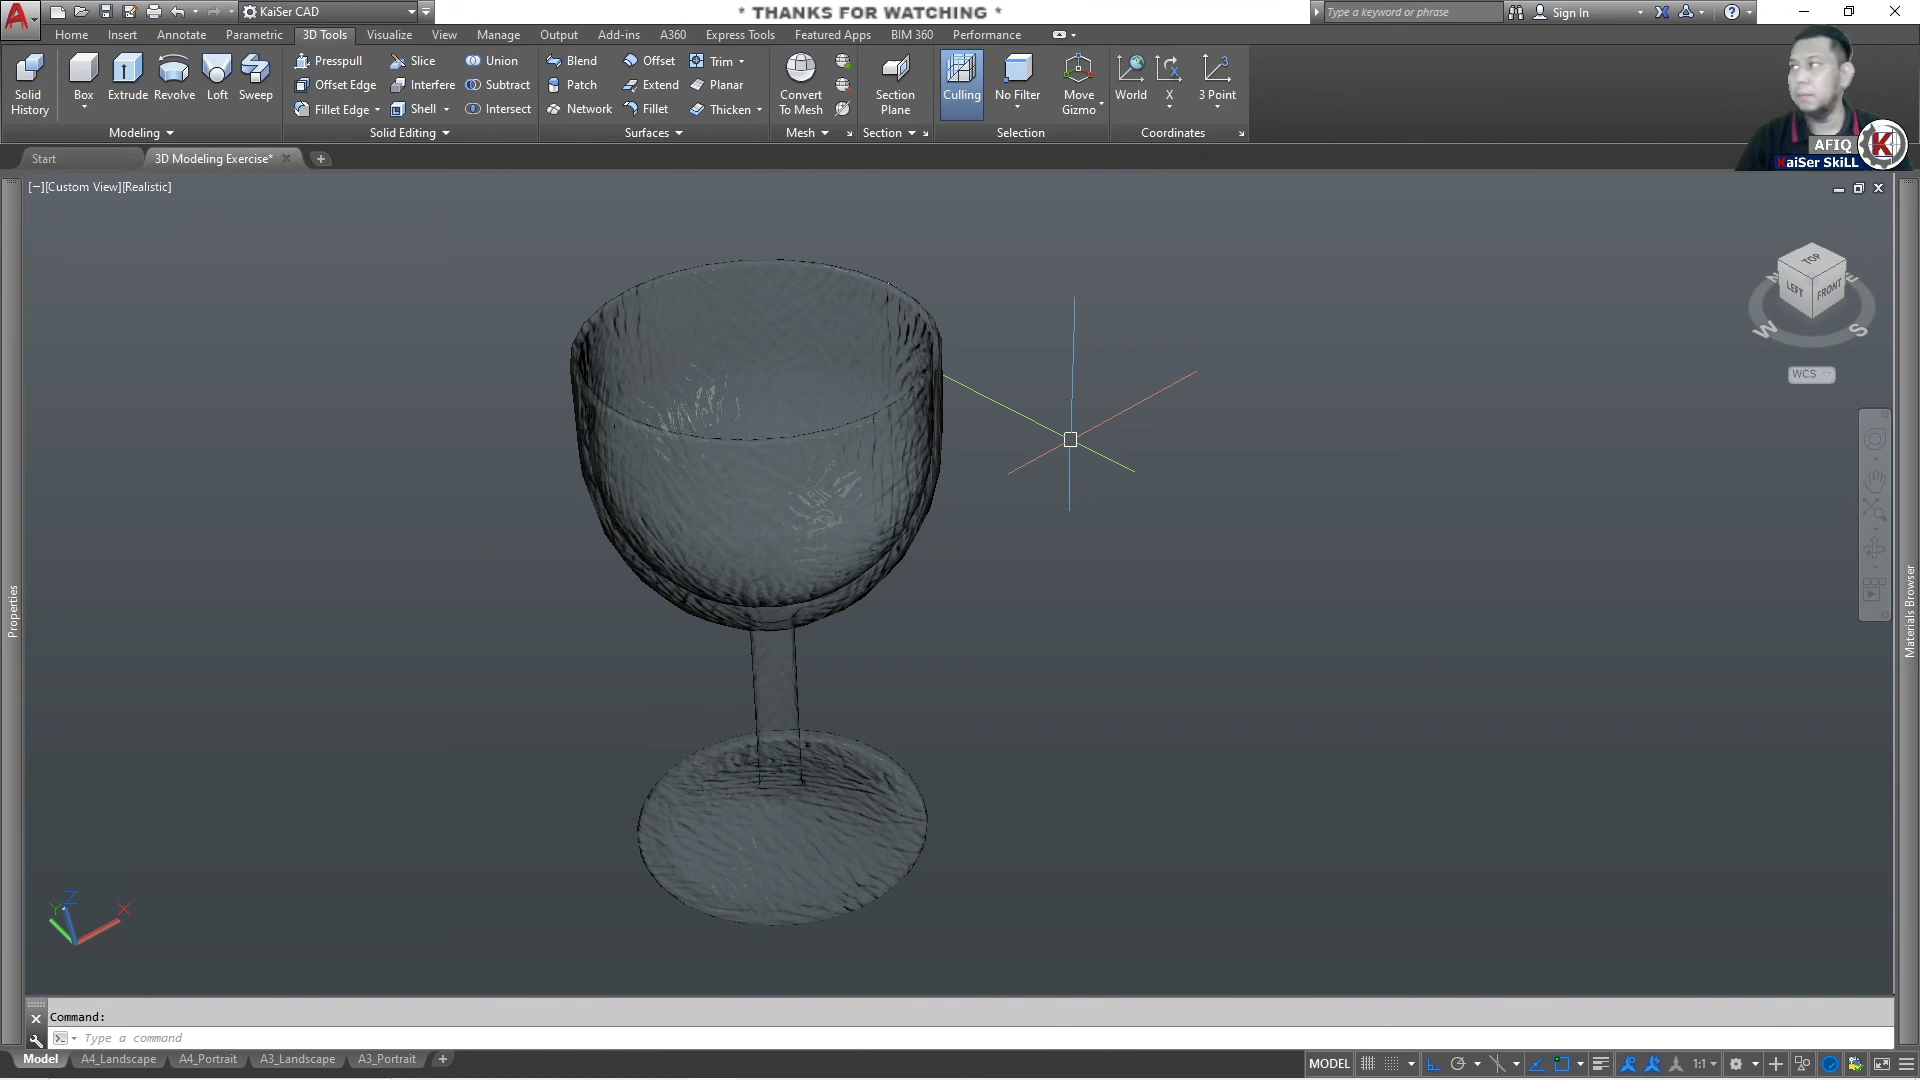 KaiSer CAD
* THANKS FOR WATCHING *
Type a keyword or phrase
Sign In
Home Insert Annotate Parametric 3D Tools Visualize View Manage Output Add-ins A360 Express Tools Featured Apps BIM 360 Performance
Solid History
Box
Extrude
Revolve
Loft
Sweep
Presspull
Offset Edge
Fillet Edge
Slice
Interfere
Shell
Union
Subtract
Intersect
Blend
Patch
Network
Offset
Extend
Fillet
Trim
Planar
Thicken
Convert To Mesh
Section Plane
Culling
No Filter
Move Gizmo
World
X
3 Point
Modeling
Solid Editing
Surfaces
Mesh
Section
Selection
Coordinates
AFIQ
KaiSer SkiLL
K
Start
3D Modeling Exercise*
[−][Custom View][Realistic]
TOP
LEFT
FRONT
N
E
W
S
WCS
Properties
Materials Browser
Z
Y
X
Command:
Type a command
Model A4_Landscape A4_Portrait A3_Landscape A3_Portrait
MODEL
1:1